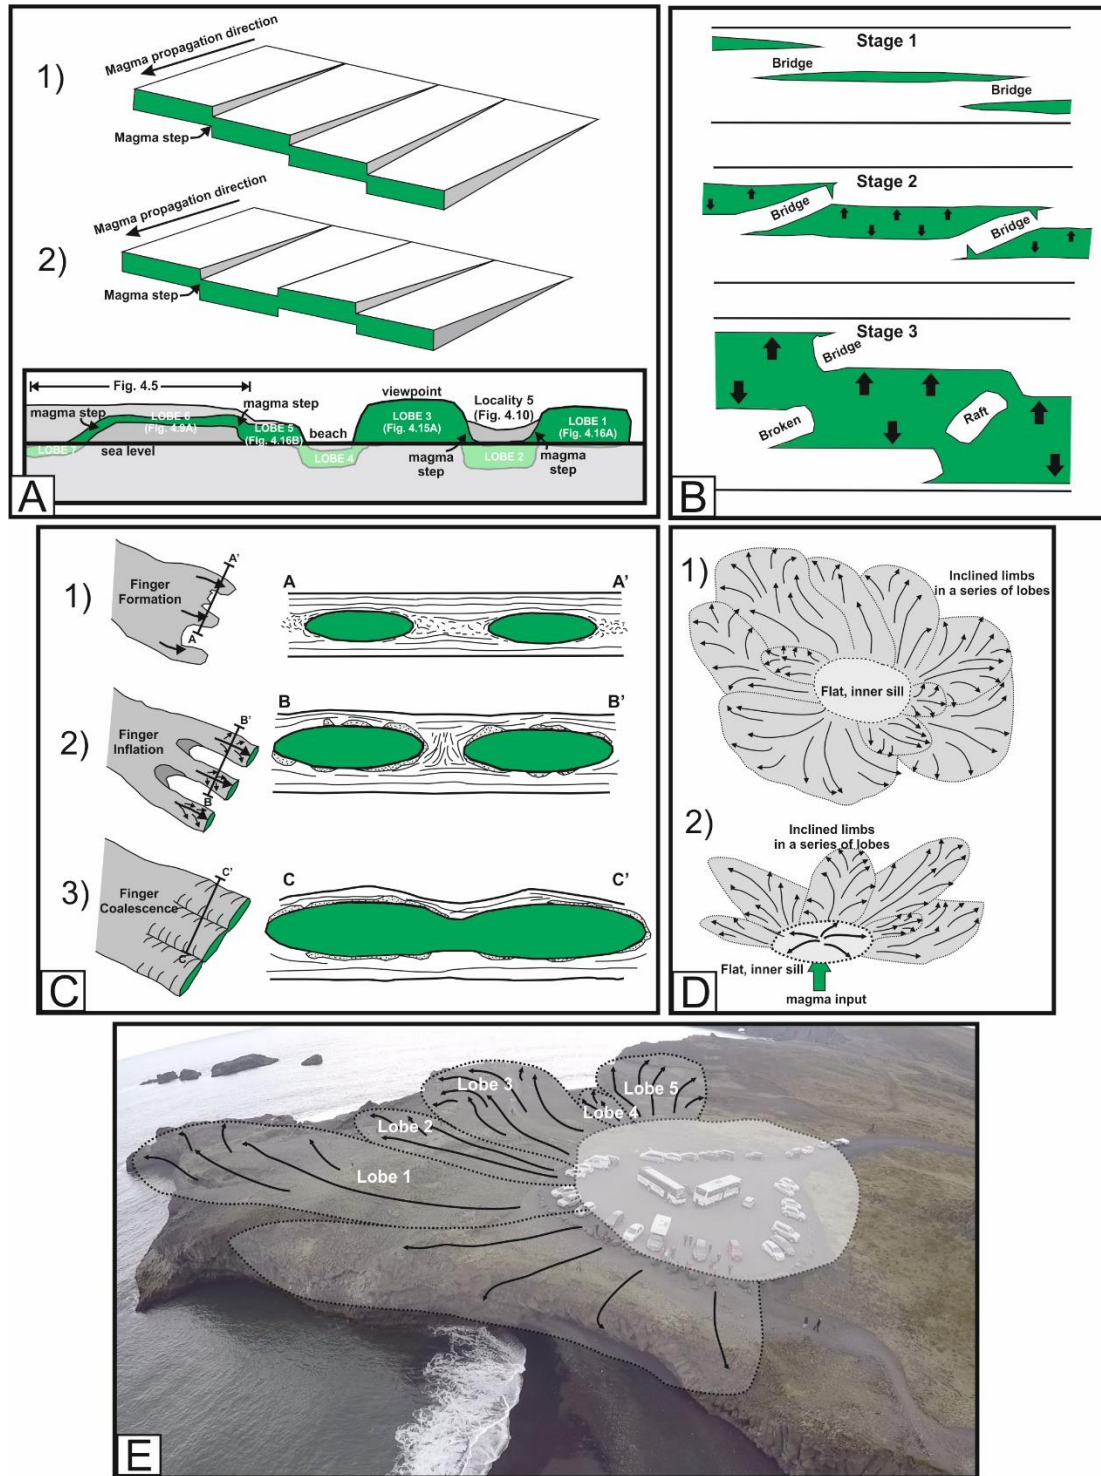 1)
Magma propagation direction
Magma step
2)
Magma propagation direction
Magma step
Fig. 4.5
magma step
LOBE 6
(Fig. 4.9A)
magma step
LOBE 5
(Fig. 4.16B)
beach
viewpoint
LOBE 3
(Fig. 4.15A)
Locality 5
(Fig. 4.10)
LOBE 1
(Fig. 4.16A)
LOBE 7
sea level
LOBE 4
magma
step
LOBE 2
magma
step
A
Stage 1
Bridge
Bridge
Stage 2
Bridge
Bridge
Stage 3
Bridge
Broken
Raft
B
1)
Finger
Formation
A'
A
A
A'
2)
Finger
Inflation
B'
B
B
B'
3)
Finger
Coalescence
C'
C
C
C'
C
1)
Inclined limbs
in a series of lobes
Flat, inner sill
2)
Inclined limbs
in a series of lobes
Flat, inner sill
magma input
D
Lobe 3
Lobe 5
Lobe 4
Lobe 2
Lobe 1
E